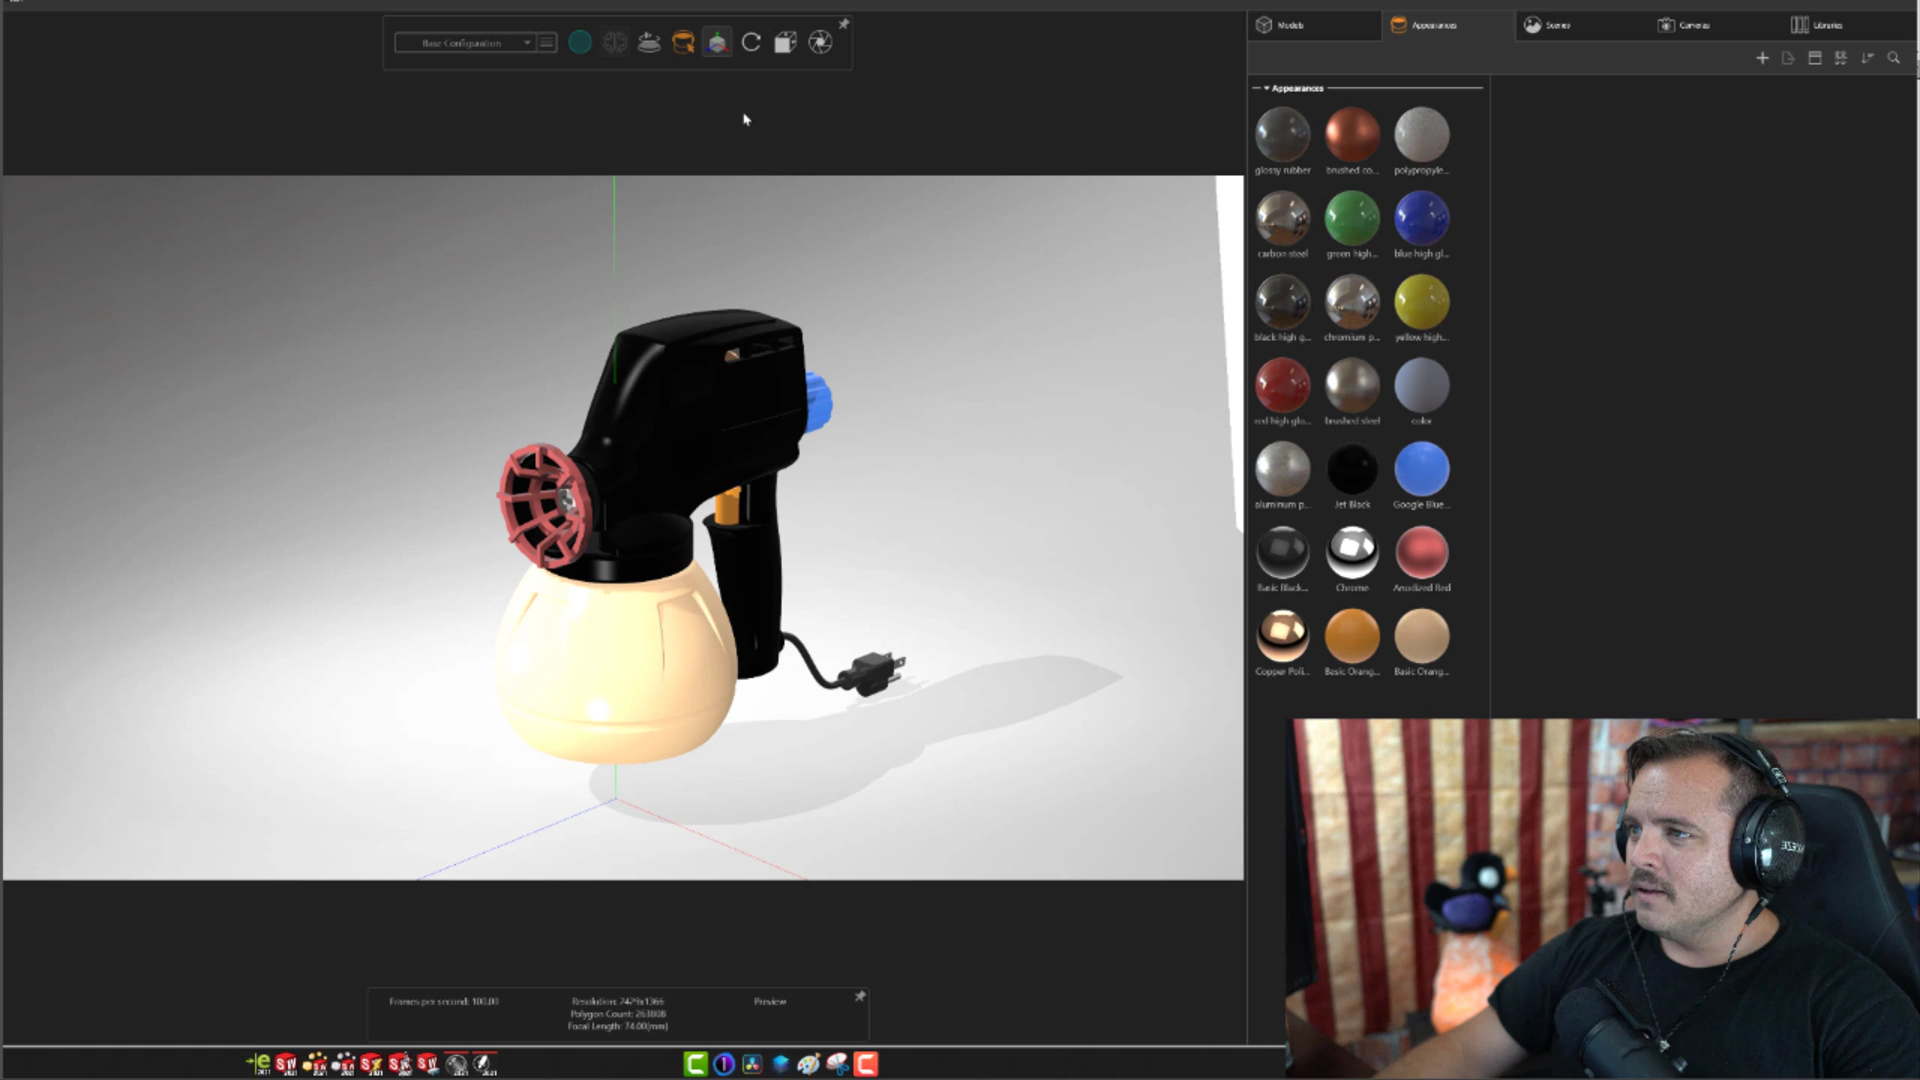 Base Configuration
Models
Appearances
Scenes
Cameras
Libraries
Appearances
glossy rubber
brushed co...
polypropyle...
carbon steel
green high...
blue high gl...
black high g...
chromium p...
yellow high...
red high glo...
brushed steel
color
aluminum p...
Jet Black
Google Blue...
Basic Black...
Chrome
Anodized Red
Copper Poli...
Basic Orang...
Basic Orang...
Frames per second: 100.00
Resolution: 2429x1366
Preview
Polygon Count: 263808
Focal Length: 74.00(mm)